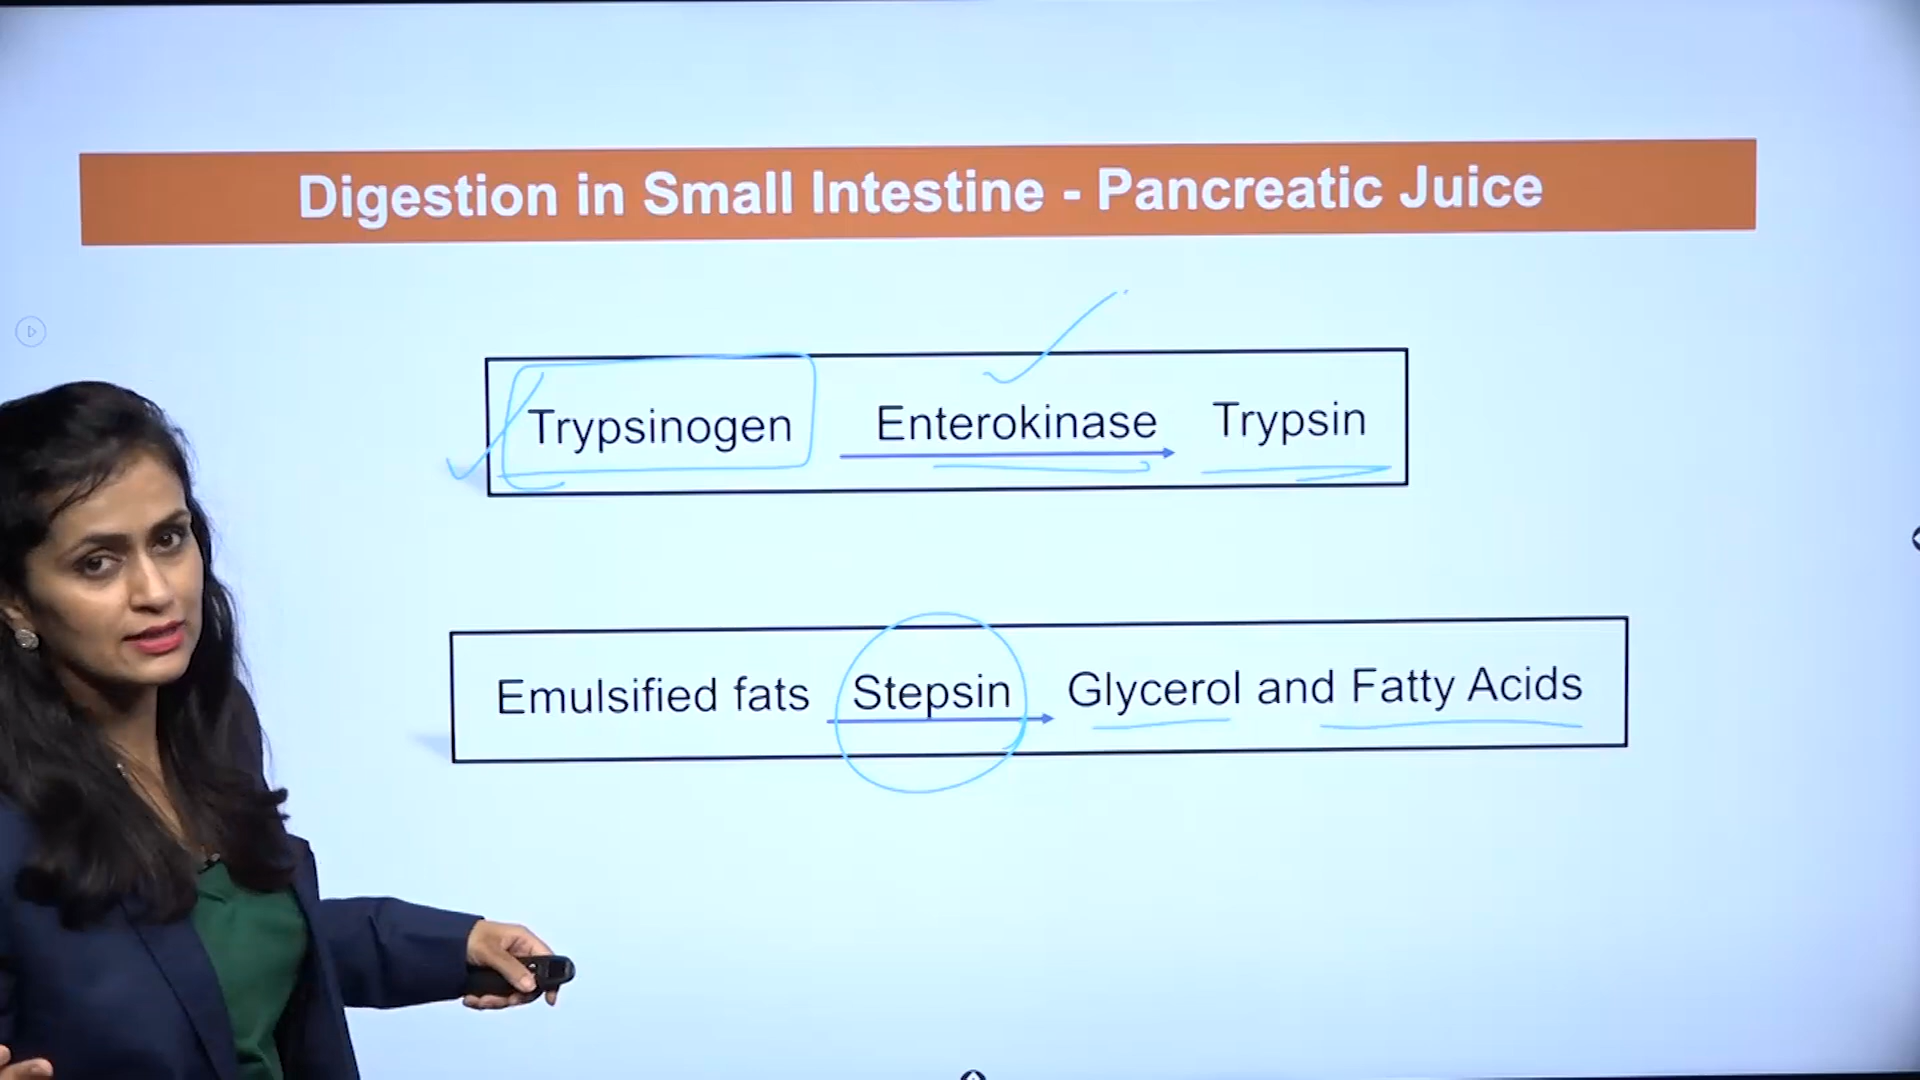 Digestion in Small Intestine - Pancreatic Juice
Trypsinogen Enterokinase Trypsin
Emulsified fats Stepsin Glycerol and Fatty Acids